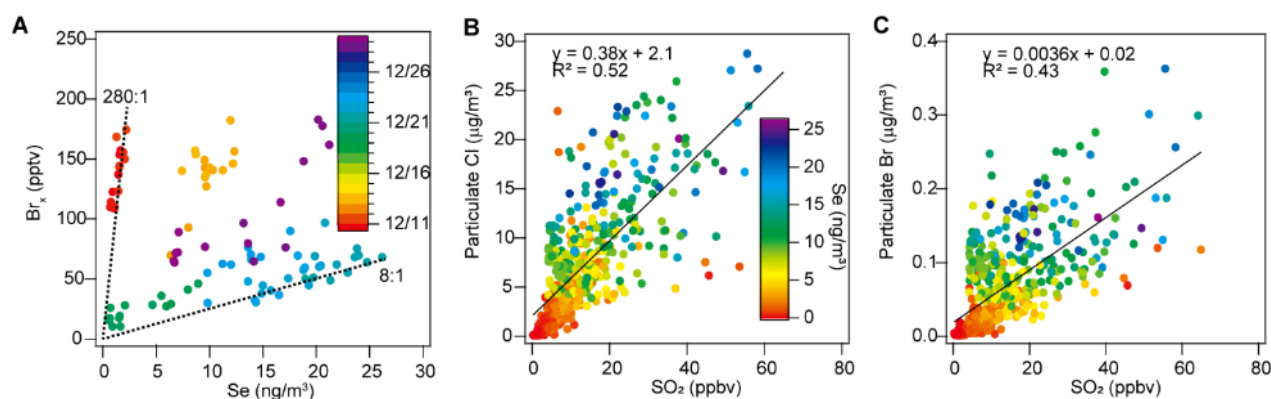 A
250
200
150
100
50
0
Brₓ (pptv)
280:1
8:1
12/26
12/21
12/16
12/11
0 5 10 15 20 25 30
Se (ng/m³)
B
y = 0.38x + 2.1
R² = 0.52
30
25
20
15
10
5
0
Particulate Cl (μg/m³)
25
20
15
10
5
0
Se (ng/m³)
0 20 40 60 80
SO₂ (ppbv)
C
y = 0.0036x + 0.02
R² = 0.43
0.4
0.3
0.2
0.1
0.0
Particulate Br (μg/m³)
0 20 40 60 80
SO₂ (ppbv)